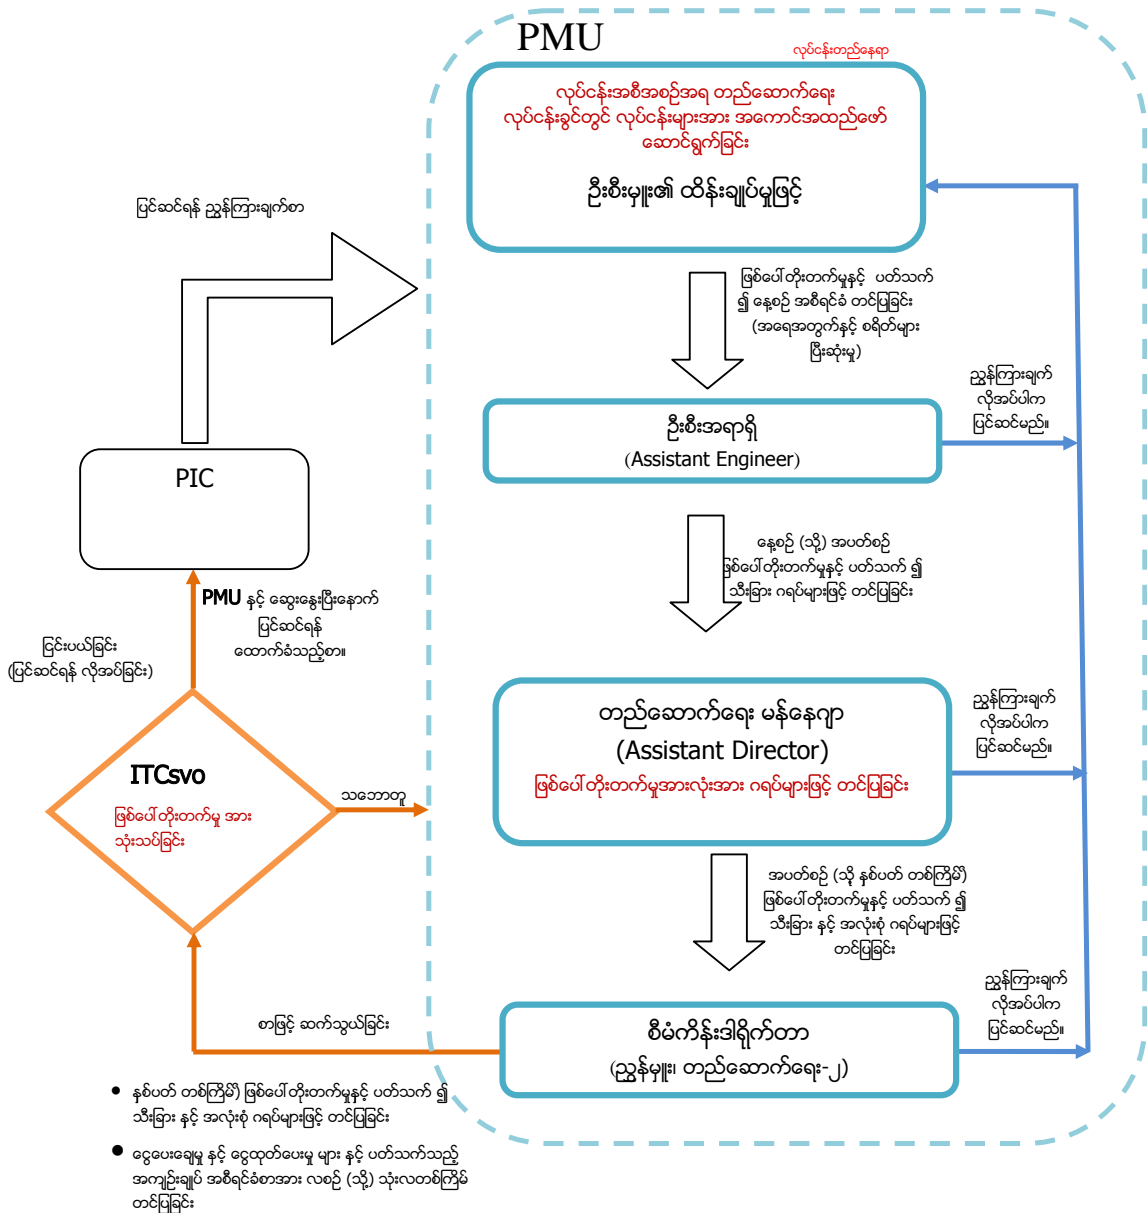 PMU
လုပ်ငန်းတည်နေရာ
လုပ်ငန်းအစီအစဉ်အရ တည်ဆောက်ရေး
လုပ်ငန်းခွင်တွင် လုပ်ငန်းများအား အကောင်အထည်ဖော်
ဆောင်ရွက်ခြင်း
ဦးစီးမှူး၏ ထိန်းချုပ်မှုဖြင့်
ပြင်ဆင်ရန် ညွှန်ကြားချက်စာ
ဖြစ်ပေါ်တိုးတက်မှုနှင့် ပတ်သက်
၍ နေ့စဉ် အစီရင်ခံ တင်ပြခြင်း
(အရေအတွက်နှင့် စရိတ်များ
ပြီးဆုံးမှု)
ညွှန်ကြားချက်
လိုအပ်ပါက
ပြင်ဆင်မည်။
ဦးစီးအရာရှိ
(Assistant Engineer)
PIC
နေ့စဉ် (သို့) အပတ်စဉ်
ဖြစ်ပေါ်တိုးတက်မှုနှင့် ပတ်သက် ၍
သီးခြား ဂရပ်များဖြင့် တင်ပြခြင်း
PMU နှင့် ဆွေးနွေးပြီးနောက်
ပြင်ဆင်ရန်
ထောက်ခံသည့်စာ။
ငြင်းပယ်ခြင်း
(ပြင်ဆင်ရန် လိုအပ်ခြင်း)
တည်ဆောက်ရေး မန်နေဂျာ
(Assistant Director)
ဖြစ်ပေါ်တိုးတက်မှုအားလုံးအား ဂရပ်များဖြင့် တင်ပြခြင်း
ညွှန်ကြားချက်
လိုအပ်ပါက
ပြင်ဆင်မည်။
ITCsvo
ဖြစ်ပေါ်တိုးတက်မှု အား
သုံးသပ်ခြင်း
သဘောတူ
အပတ်စဉ် (သို့ နှစ်ပတ် တစ်ကြိမ်)
ဖြစ်ပေါ်တိုးတက်မှုနှင့် ပတ်သက် ၍
သီးခြား နှင့် အလုံးစုံ ဂရပ်များဖြင့်
တင်ပြခြင်း
ညွှန်ကြားချက်
လိုအပ်ပါက
ပြင်ဆင်မည်။
စာဖြင့် ဆက်သွယ်ခြင်း
စီမံကိန်းဒါရိုက်တာ
(ညွှန်မှူး၊ တည်ဆောက်ရေး-၂)
• နှစ်ပတ် တစ်ကြိမ်) ဖြစ်ပေါ်တိုးတက်မှုနှင့် ပတ်သက် ၍
သီးခြား နှင့် အလုံးစုံ ဂရပ်များဖြင့် တင်ပြခြင်း
• ငွေပေးချေမှု နှင့် ငွေထုတ်ပေးမှု များ နှင့် ပတ်သက်သည့်
အကျဉ်းချုပ် အစီရင်ခံစာအား လစဉ် (သို့) သုံးလတစ်ကြိမ်
တင်ပြခြင်း